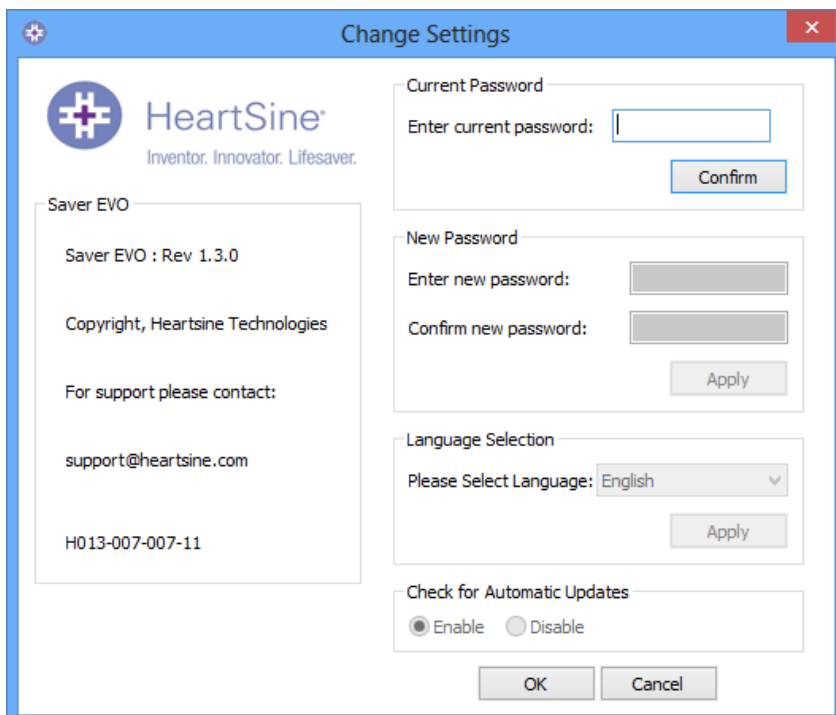 Change Settings
HeartSine®
Inventor. Innovator. Lifesaver.
Saver EVO
Saver EVO : Rev 1.3.0
Copyright, Heartsine Technologies
For support please contact:
support@heartsine.com
H013-007-007-11
Current Password
Enter current password:
Confirm
New Password
Enter new password:
Confirm new password:
Apply
Language Selection
Please Select Language: English
Apply
Check for Automatic Updates
Enable Disable
OK Cancel